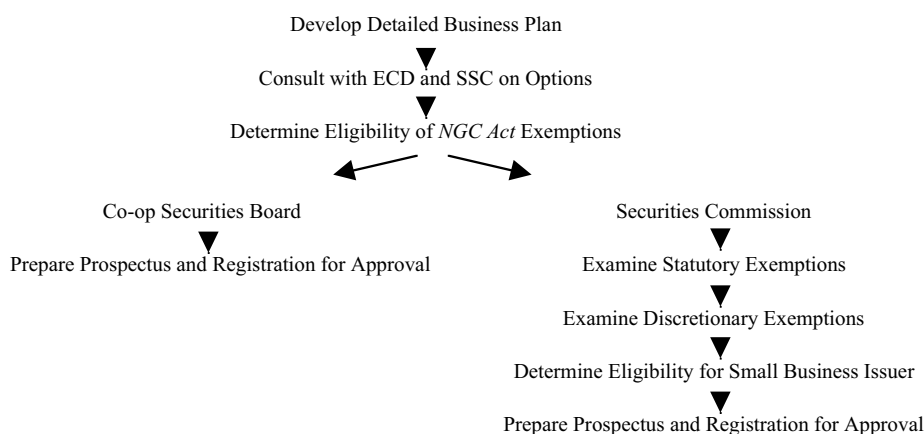 Develop Detailed Business Plan
Consult with ECD and SSC on Options
Determine Eligibility of NGC Act Exemptions
Co-op Securities Board
Prepare Prospectus and Registration for Approval
Securities Commission
Examine Statutory Exemptions
Examine Discretionary Exemptions
Determine Eligibility for Small Business Issuer
Prepare Prospectus and Registration for Approval